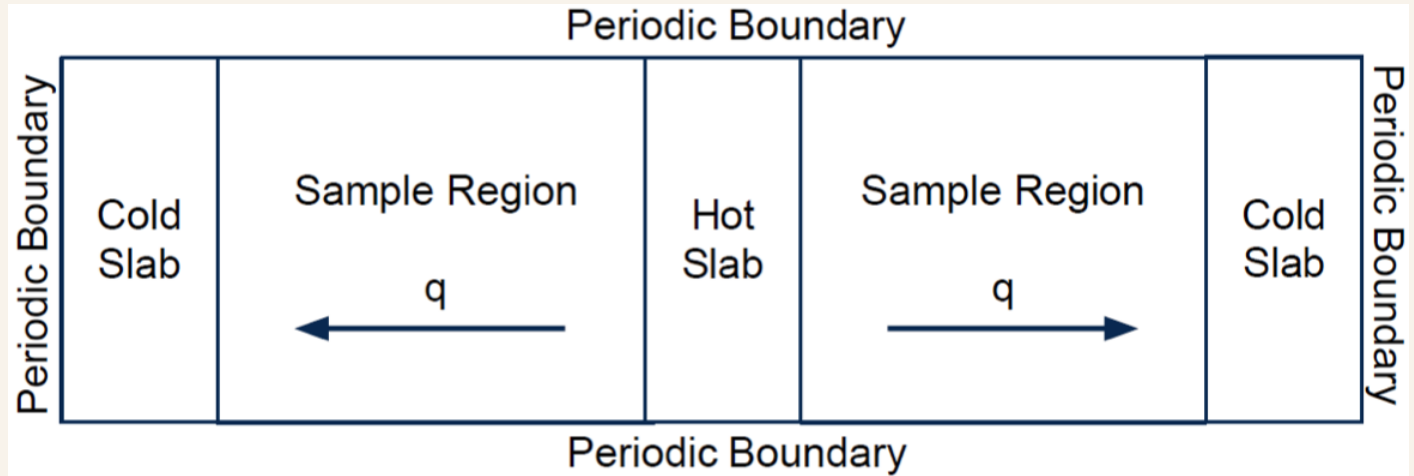 Periodic Boundary
Periodic Boundary
Cold
Slab
Sample Region
q
Hot
Slab
Sample Region
q
Cold
Slab
Periodic Boundary
Periodic Boundary